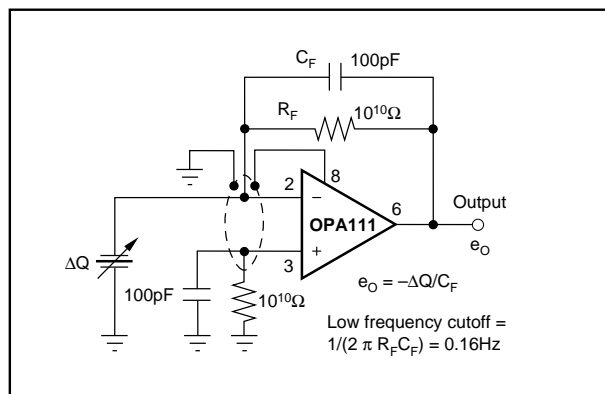 C_F 100pF
R_F 10^10Ω
2
8
−
OPA111
6
Output
e_O
+
3
ΔQ
100pF
10^10Ω
e_O = –ΔQ/C_F
Low frequency cutoff =
1/(2 π R_FC_F) = 0.16Hz